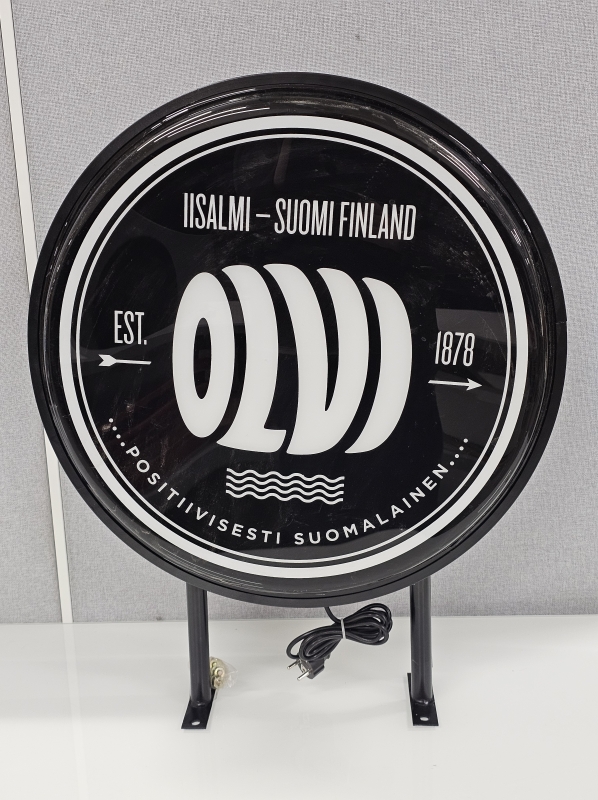 IISALMI – SUOMI FINLAND
OLVI
EST.
1878
....POSITIIVISESTI SUOMALAINEN....